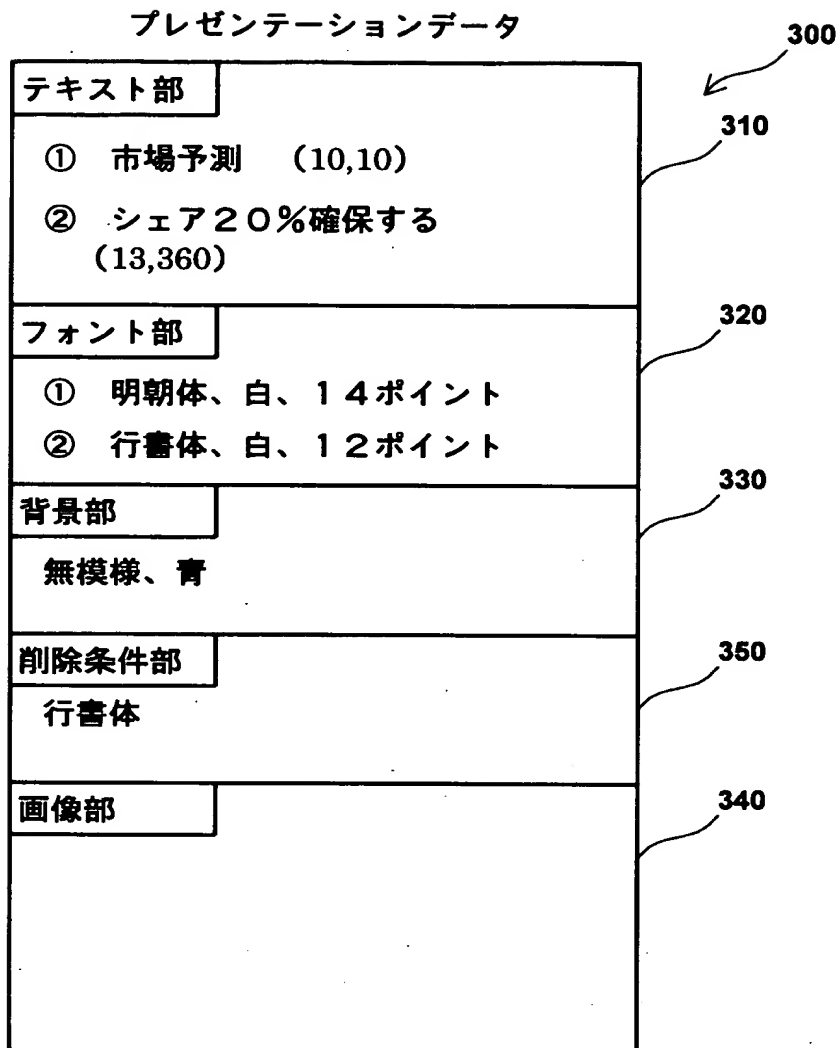 プレゼンテーションデータ
300
テキスト部
310
① 市場予測 (10,10)
② シェア20%確保する
(13,360)
フォント部
320
① 明朝体、白、14ポイント
② 行書体、白、12ポイント
背景部
330
無模様、青
削除条件部
350
行書体
画像部
340